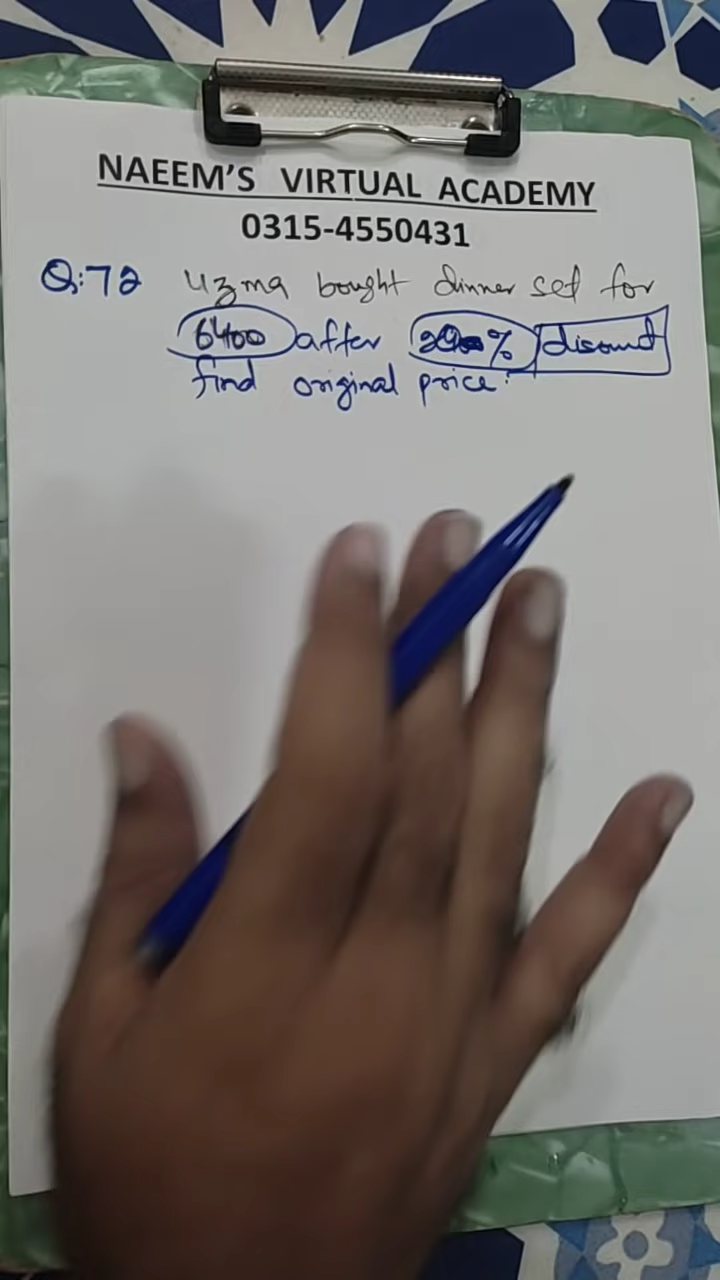 NAEEM'S VIRTUAL ACADEMY
0315-4550431
Q:72 Uzma bought dinner set for
6400 after % discount
find original price.